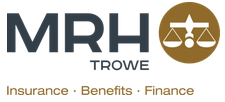 MRH
TROWE
Insurance · Benefits · Finance